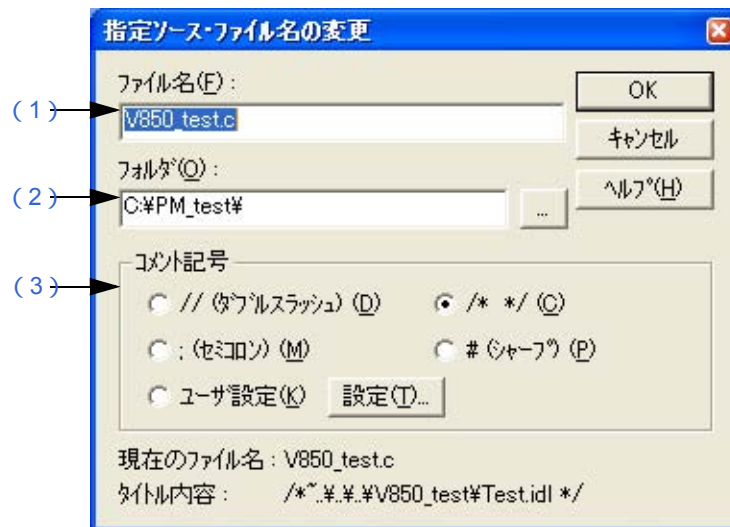 指定ソース・ファイル名の変更
ファイル名(F) :
(1)
V850_test.c
OK
キャンセル
フォルダ(O) :
(2)
C:¥PM_test¥
...
ヘルプ(H)
コメント記号
(3)
// (ダブルスラッシュ) (D)
/* */ (C)
; (セミコロン) (M)
# (シャープ) (P)
ユーザ設定(K)
設定(T)...
現在のファイル名 : V850_test.c
タイトル内容 : /*~.¥.¥.¥V850_test¥Test.idl */